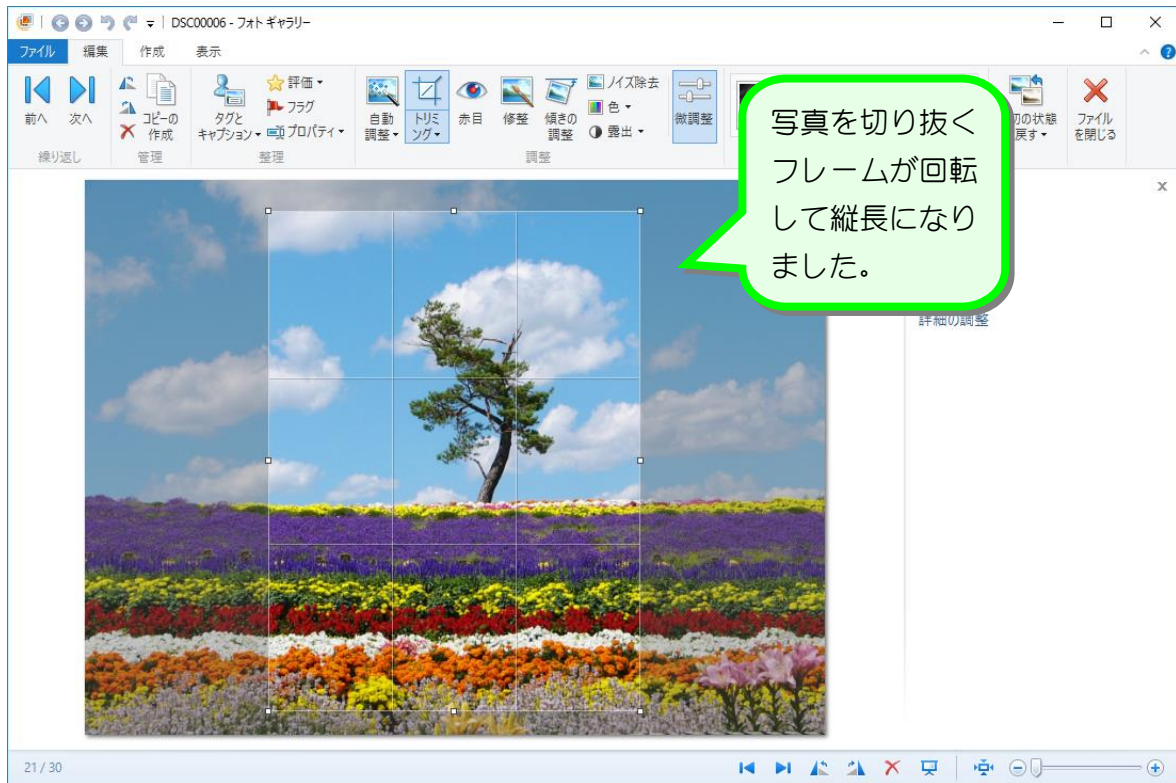 DSC00006 - フォト ギャラリー
ファイル 編集 作成 表示
前へ 次へ コピーの作成 タグとキャプション 評価 フラグ プロパティ 自動調整 トリミング 赤目 修整 傾きの調整 ノイズ除去 色 露出 微調整 の状態 戻す ファイルを閉じる
繰り返し 管理 整理 調整
写真を切り抜く
フレームが回転
して縦長になり
ました。
詳細の調整
21 / 30